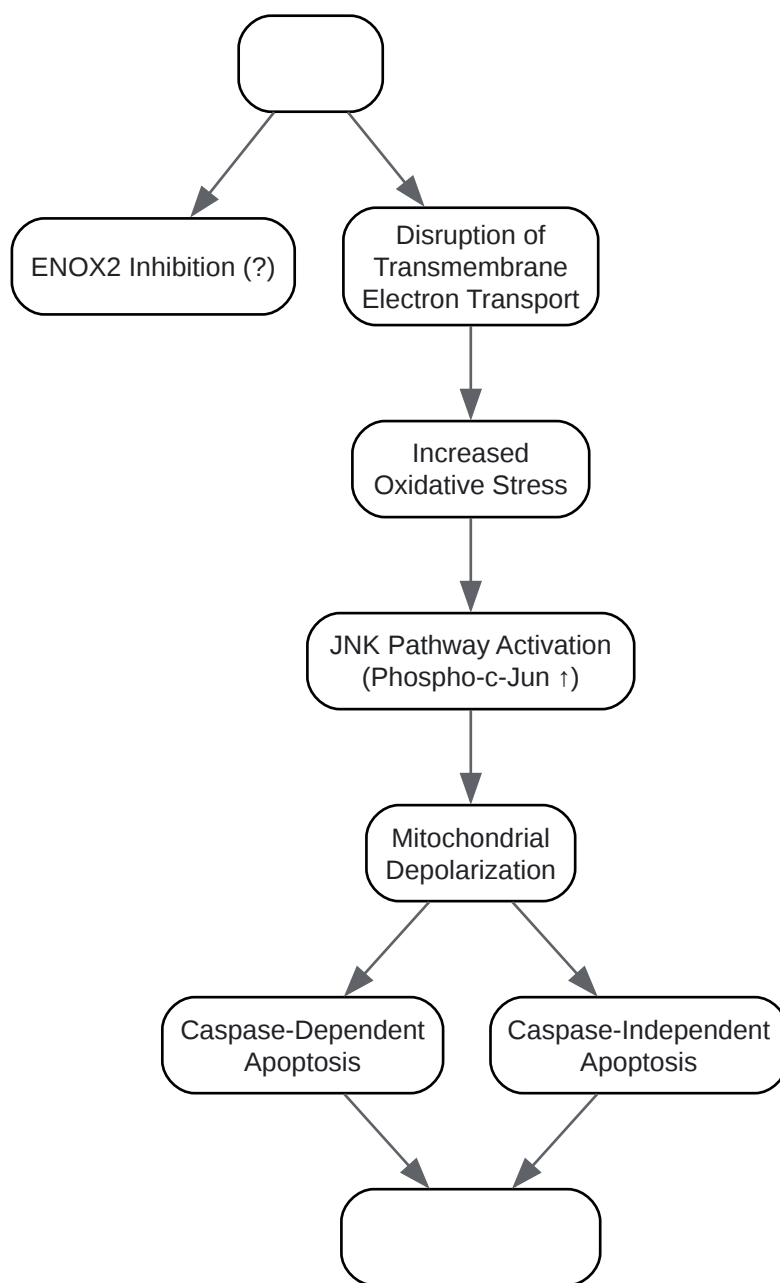 ENOX2 Inhibition (?)
Disruption of
Transmembrane
Electron Transport
Increased
Oxidative Stress
JNK Pathway Activation
(Phospho-c-Jun ↑)
Mitochondrial
Depolarization
Caspase-Dependent
Apoptosis
Caspase-Independent
Apoptosis